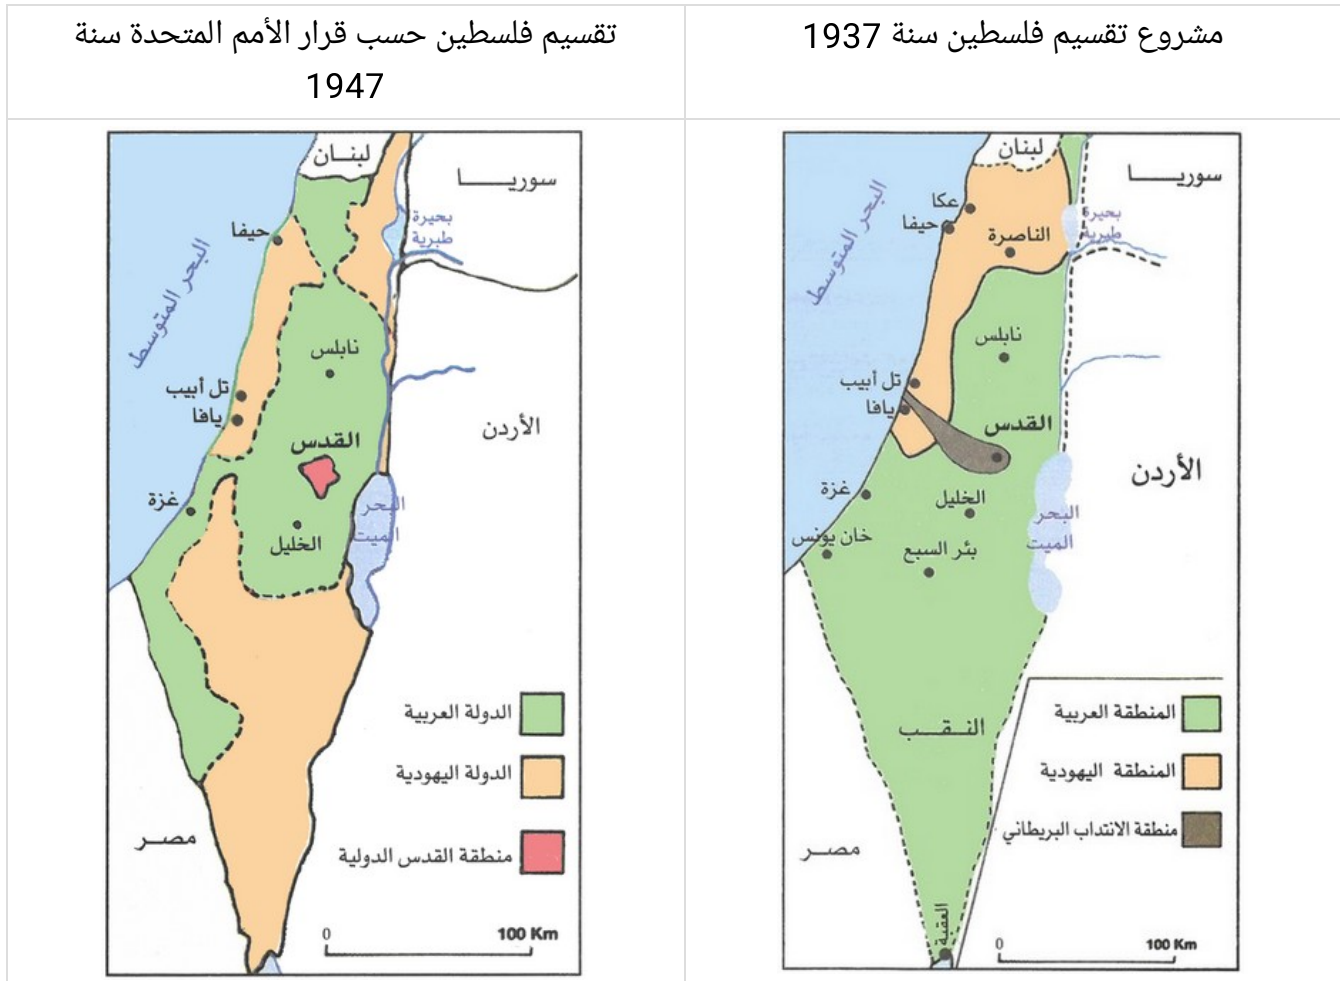 مشروع تقسيم فلسطين سنة 1937
لبنان
سوريا
عكا
حيفا
البحر المتوسط
بحيرة
طبرية
الناصرة
نابلس
تل أبيب
يافا
القدس
الأردن
غزة
الخليل
البحر
الميت
خان يونس
بئر السبع
النقب
المنطقة العربية
المنطقة اليهودية
منطقة الانتداب البريطاني
مصر
العقبة
0 100 Km
تقسيم فلسطين حسب قرار الأمم المتحدة سنة
1947
لبنان
سوريا
بحيرة
طبرية
حيفا
البحر المتوسط
نابلس
تل أبيب
يافا
الأردن
القدس
غزة
البحر
الميت
الخليل
الدولة العربية
الدولة اليهودية
منطقة القدس الدولية
مصر
0 100 Km